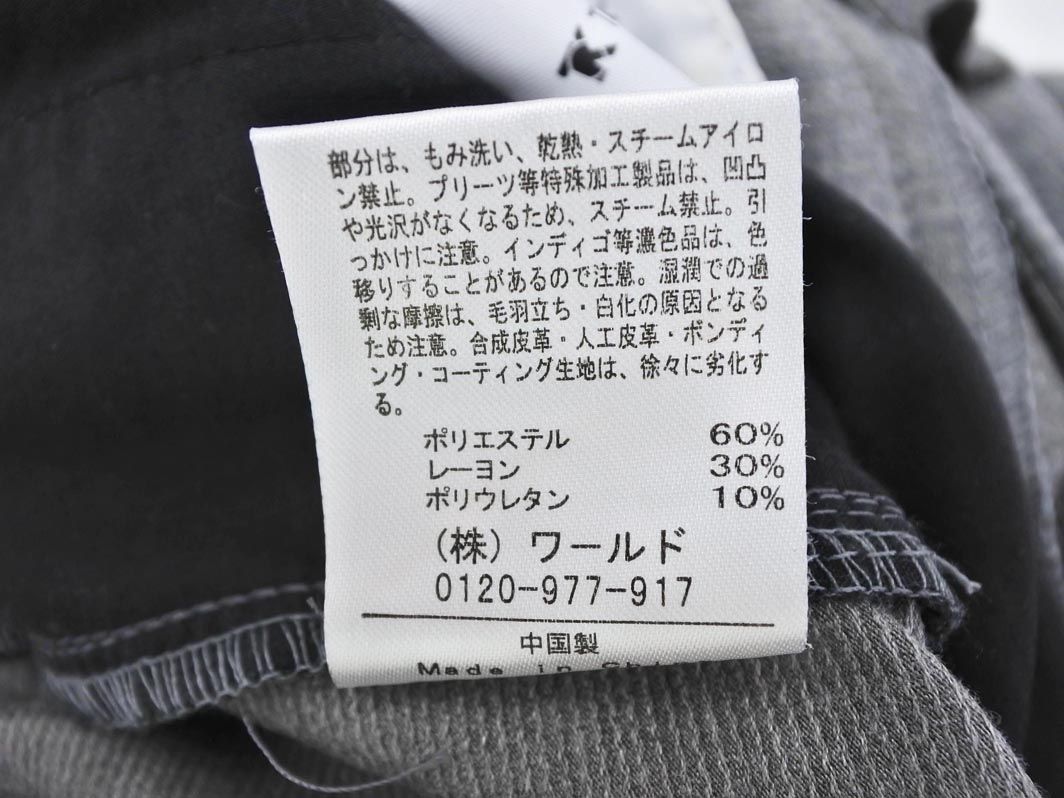 部分は、もみ洗い、乾熱・スチームアイロ
ン禁止。プリーツ等特殊加工製品は、凹凸
や光沢がなくなるため、スチーム禁止。引
っかけに注意。インディゴ等濃色品は、色
移りすることがあるので注意。湿潤での過
剰な摩擦は、毛羽立ち・白化の原因となる
ため注意。合成皮革・人工皮革・ボンディ
ング・コーティング生地は、徐々に劣化す
る。
ポリエステル 60%
レーヨン 30%
ポリウレタン 10%
(株) ワールド
0120-977-917
中国製
Made in